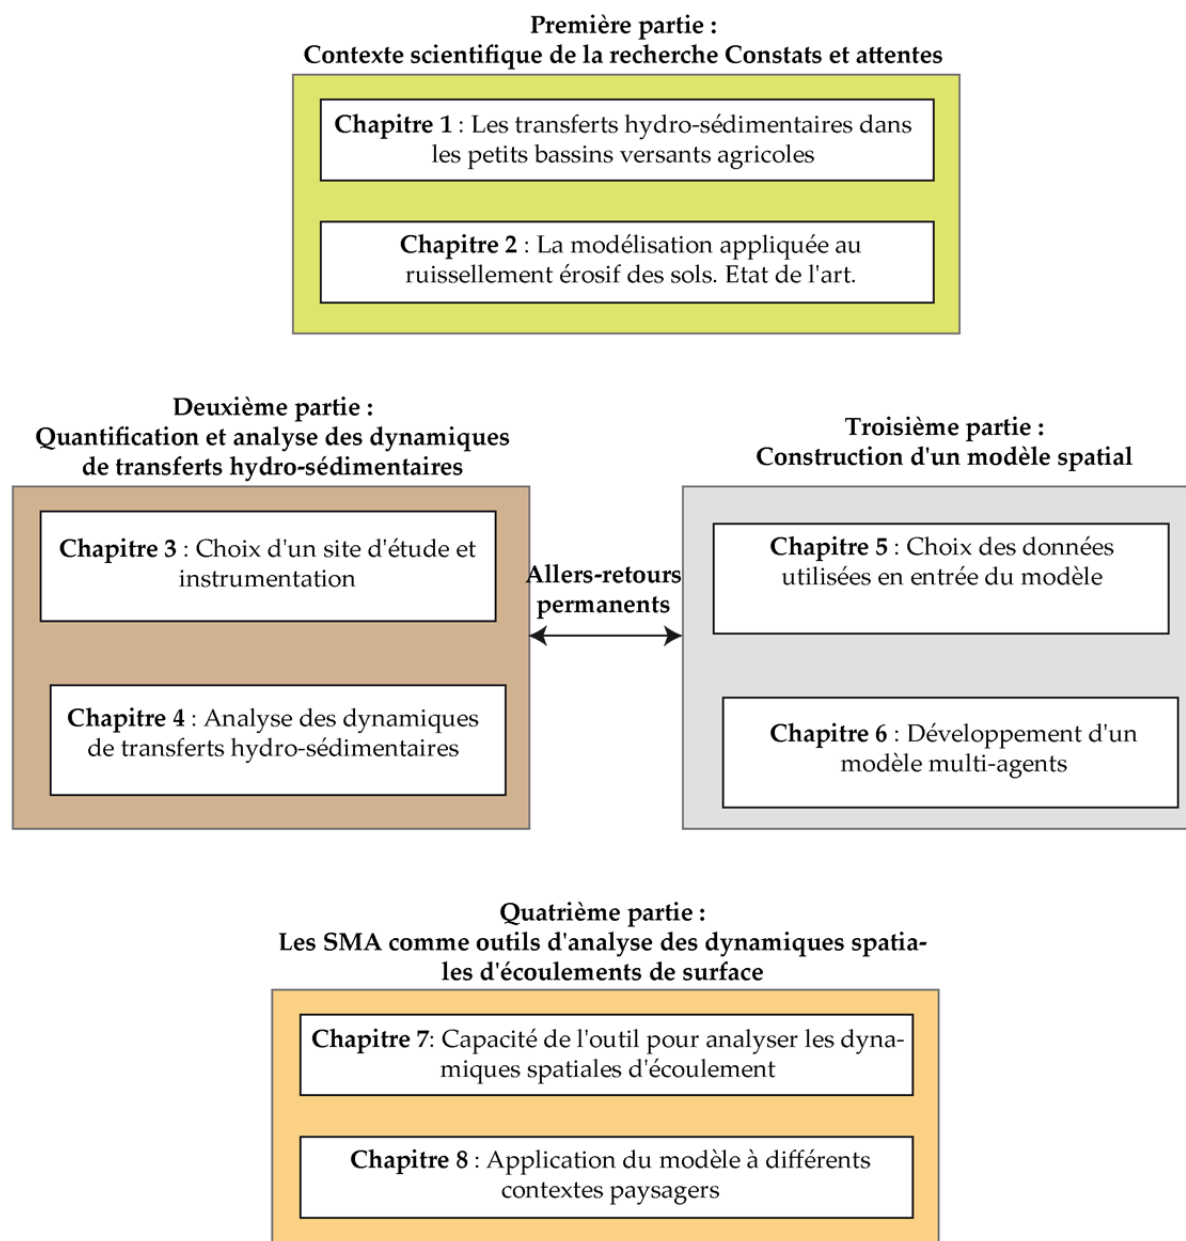 Première partie :
Contexte scientifique de la recherche Constats et attentes
Chapitre 1 : Les transferts hydro-sédimentaires dans
les petits bassins versants agricoles
Chapitre 2 : La modélisation appliquée au
ruissellement érosif des sols. Etat de l'art.
Deuxième partie :
Quantification et analyse des dynamiques
de transferts hydro-sédimentaires
Chapitre 3 : Choix d'un site d'étude et
instrumentation
Chapitre 4 : Analyse des dynamiques
de transferts hydro-sédimentaires
Allers-retours
permanents
Troisième partie :
Construction d'un modèle spatial
Chapitre 5 : Choix des données
utilisées en entrée du modèle
Chapitre 6 : Développement d'un
modèle multi-agents
Quatrième partie :
Les SMA comme outils d'analyse des dynamiques spatia-
les d'écoulements de surface
Chapitre 7: Capacité de l'outil pour analyser les dyna-
miques spatiales d'écoulement
Chapitre 8 : Application du modèle à différents
contextes paysagers